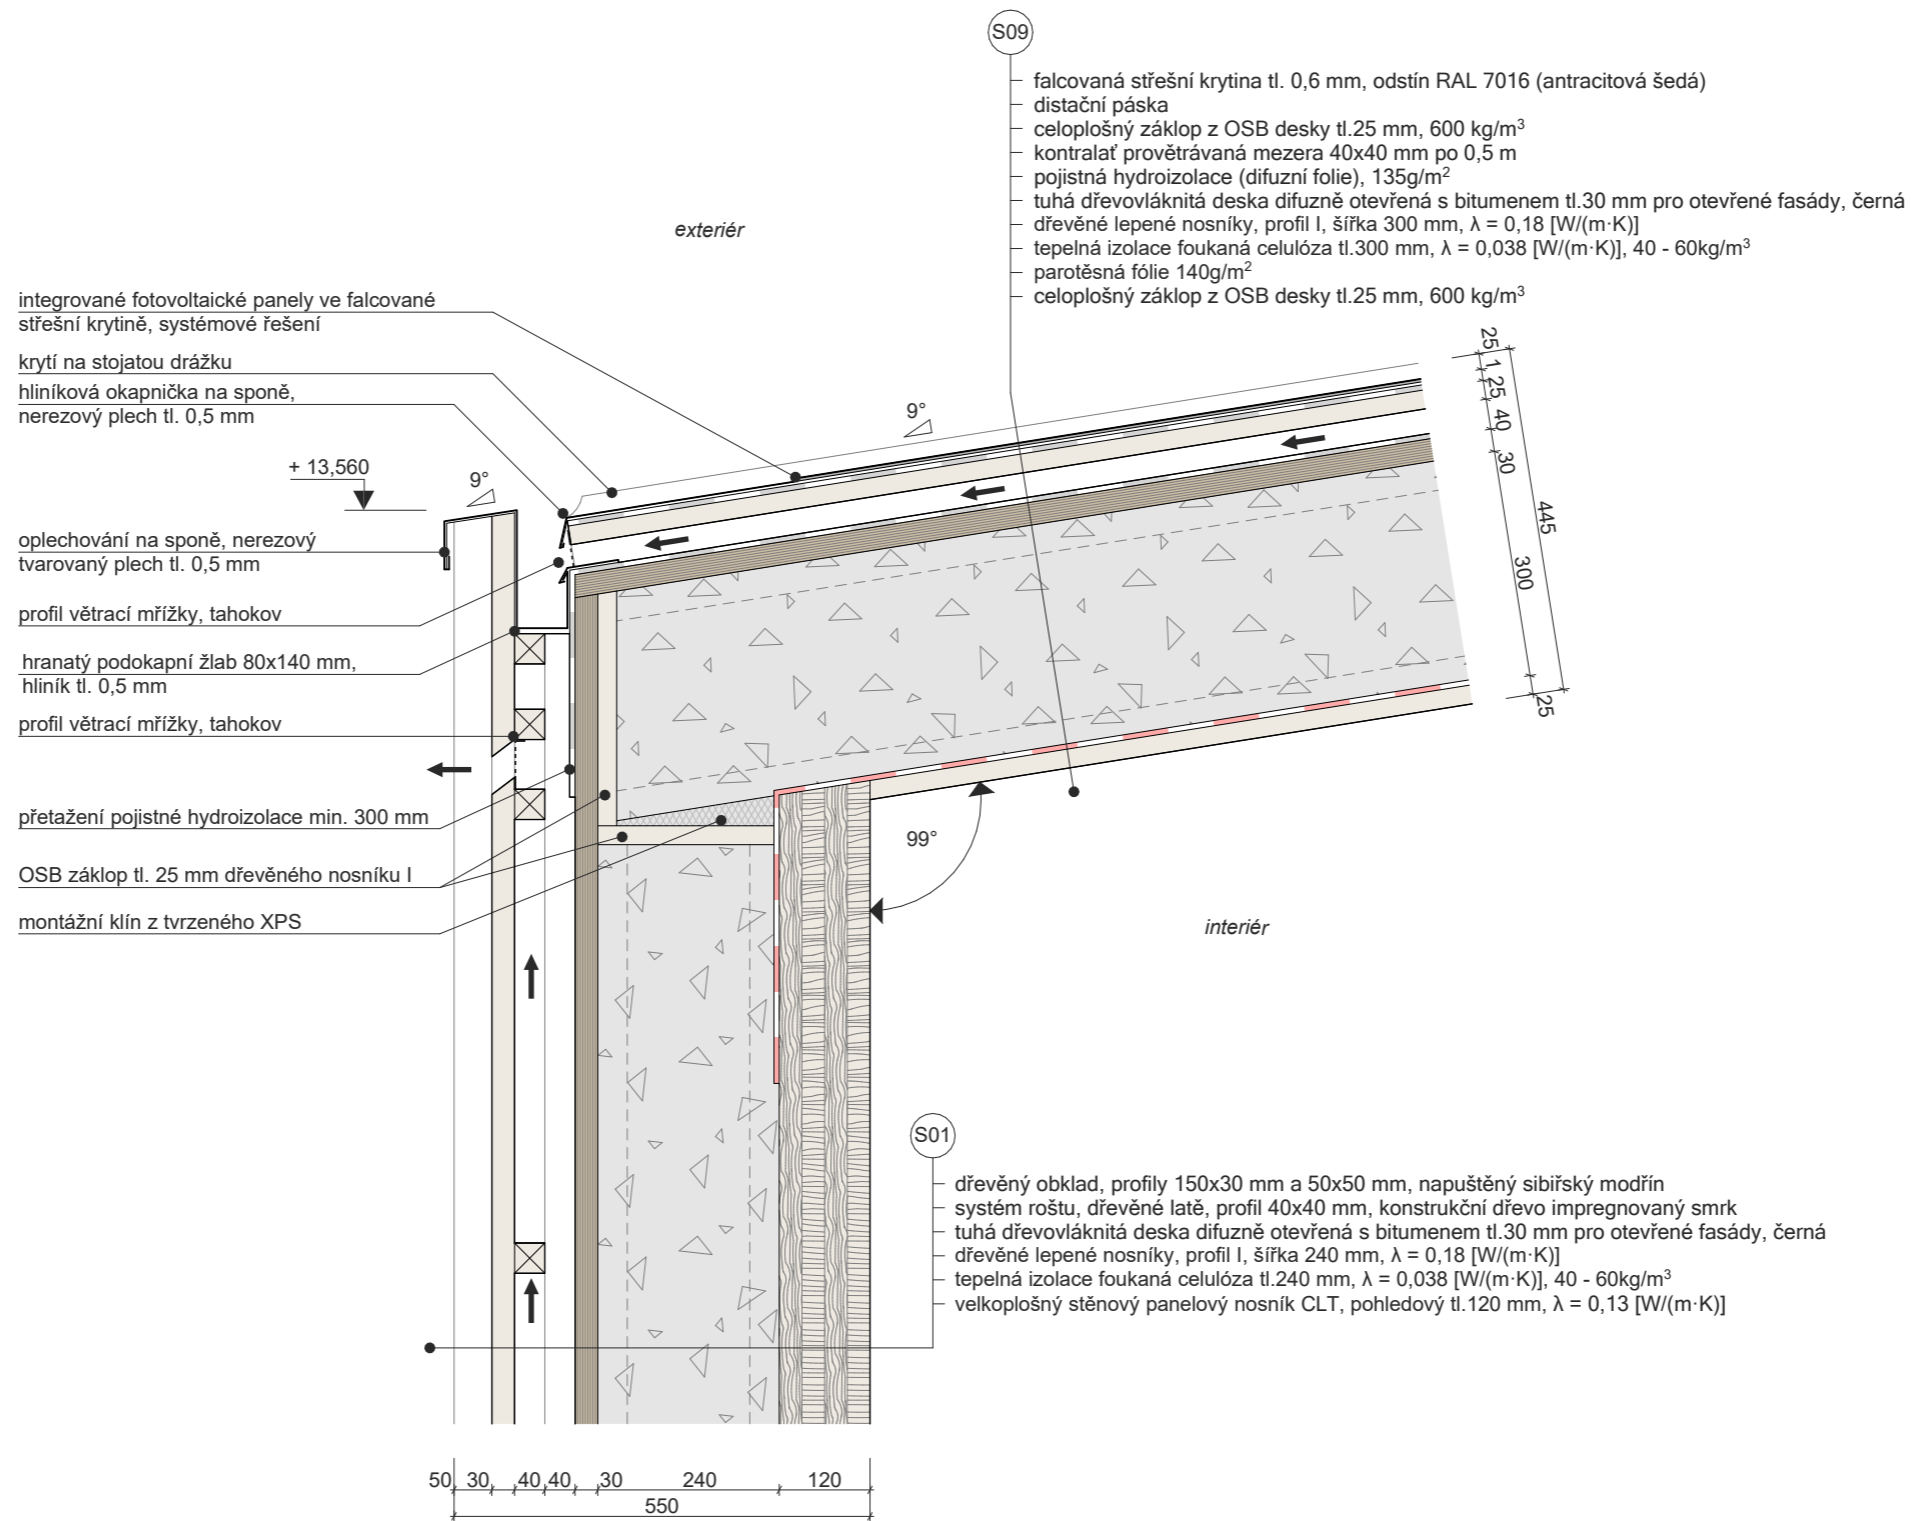 S09
falcovaná střešní krytina tl. 0,6 mm, odstín RAL 7016 (antracitová šedá)
distační páska
celoplošný záklop z OSB desky tl.25 mm, 600 kg/m³
kontralať provětrávaná mezera 40x40 mm po 0,5 m
pojistná hydroizolace (difuzní folie), 135g/m²
tuhá dřevovláknitá deska difuzně otevřená s bitumenem tl.30 mm pro otevřené fasády, černá
dřevěné lepené nosníky, profil I, šířka 300 mm, λ = 0,18 [W/(m·K)]
tepelná izolace foukaná celulóza tl.300 mm, λ = 0,038 [W/(m·K)], 40 - 60kg/m³
parotěsná fólie 140g/m²
celoplošný záklop z OSB desky tl.25 mm, 600 kg/m³
exteriér
integrované fotovoltaické panely ve falcované
střešní krytině, systémové řešení
krytí na stojatou drážku
hliníková okapnička na sponě,
nerezový plech tl. 0,5 mm
+ 13,560
9°
9°
oplechování na sponě, nerezový
tvarovaný plech tl. 0,5 mm
profil větrací mřížky, tahokov
hranatý podokapní žlab 80x140 mm,
hliník tl. 0,5 mm
profil větrací mřížky, tahokov
přetažení pojistné hydroizolace min. 300 mm
OSB záklop tl. 25 mm dřevěného nosníku I
montážní klín z tvrzeného XPS
25
1
25
40
30
300
25
445
99°
interiér
S01
dřevěný obklad, profily 150x30 mm a 50x50 mm, napuštěný sibiřský modřín
systém roštu, dřevěné latě, profil 40x40 mm, konstrukční dřevo impregnovaný smrk
tuhá dřevovláknitá deska difuzně otevřená s bitumenem tl.30 mm pro otevřené fasády, černá
dřevěné lepené nosníky, profil I, šířka 240 mm, λ = 0,18 [W/(m·K)]
tepelná izolace foukaná celulóza tl.240 mm, λ = 0,038 [W/(m·K)], 40 - 60kg/m³
velkoplošný stěnový panelový nosník CLT, pohledový tl.120 mm, λ = 0,13 [W/(m·K)]
50 30 40 40 30 240 120
550